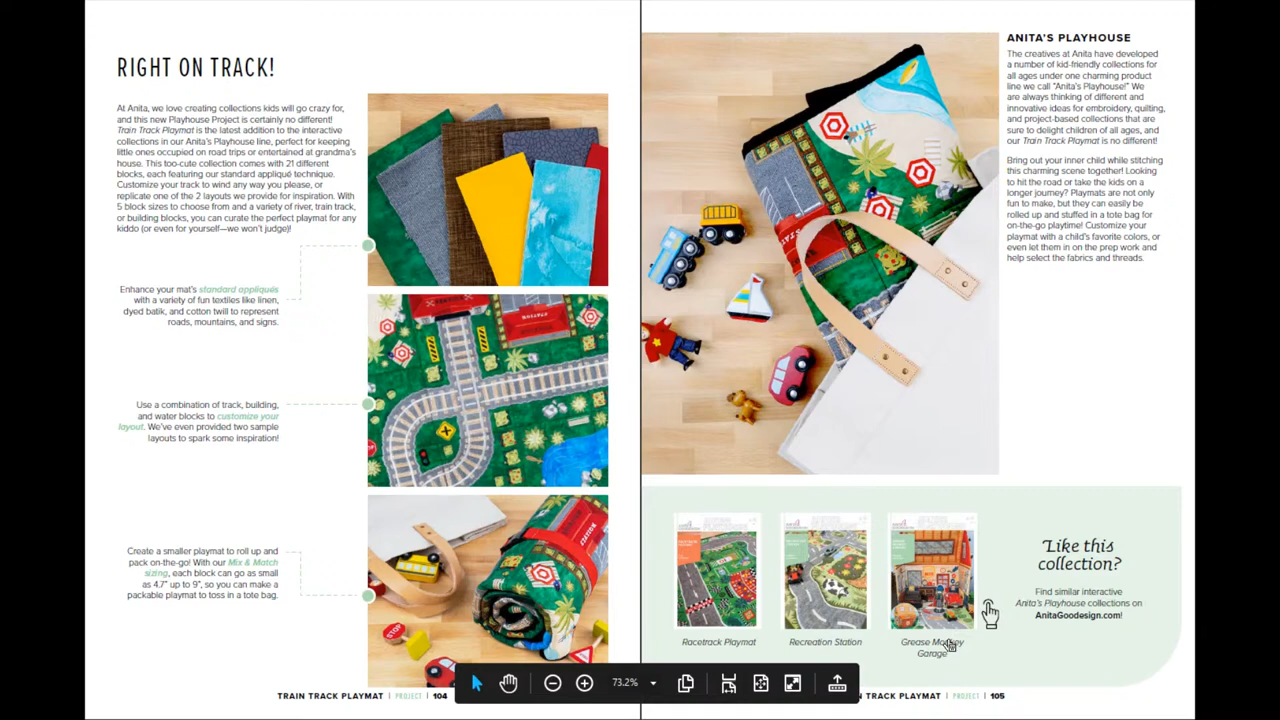 RIGHT ON TRACK!
At Anita, we love creating collections kids will go crazy for,
and this new Playhouse Project is certainly no different!
Train Track Playmat is the latest addition to the interactive
collections in our Anita's Playhouse line, perfect for keeping
little ones occupied on road trips or entertained at grandma's
house. This too-cute collection comes with 21 different
blocks, each featuring our standard appliqué technique.
Customize your track to wind any way you please, or
replicate one of the 2 layouts we provide for inspiration. With
5 block sizes to choose from and a variety of river, train track,
or building blocks, you can curate the perfect playmat for any
kiddo (or even for yourself—we won't judge)!
Enhance your mat's standard appliqués
with a variety of fun textiles like linen,
dyed batik, and cotton twill to represent
roads, mountains, and signs.
Use a combination of track, building,
and water blocks to customize your
layout. We've even provided two sample
layouts to spark some inspiration!
Create a smaller playmat to roll up and
pack on-the-go! With our Mix & Match
sizing, each block can go as small
as 4.7" up to 9", so you can make a
packable playmat to toss in a tote bag.
STATION
STOP
TRAIN TRACK PLAYMAT | PROJECT | 104
ANITA'S PLAYHOUSE
The creatives at Anita have developed
a number of kid-friendly collections for
all ages under one charming product
line we call "Anita's Playhouse!" We
are always thinking of different and
innovative ideas for embroidery, quilting,
and project-based collections that are
sure to delight children of all ages, and
our Train Track Playmat is no different!
Bring out your inner child while stitching
this charming scene together! Looking
to hit the road or take the kids on a
longer journey? Playmats are not only
fun to make, but they can easily be
rolled up and stuffed in a tote bag for
on-the-go playtime! Customize your
playmat with a child's favorite colors, or
even let them in on the prep work and
help select the fabrics and threads.
Racetrack Playmat
Recreation Station
Grease Monkey
Garage
Like this
collection?
Find similar interactive
Anita's Playhouse collections on
AnitaGoodesign.com!
73.2%
TRACK PLAYMAT | PROJECT | 105